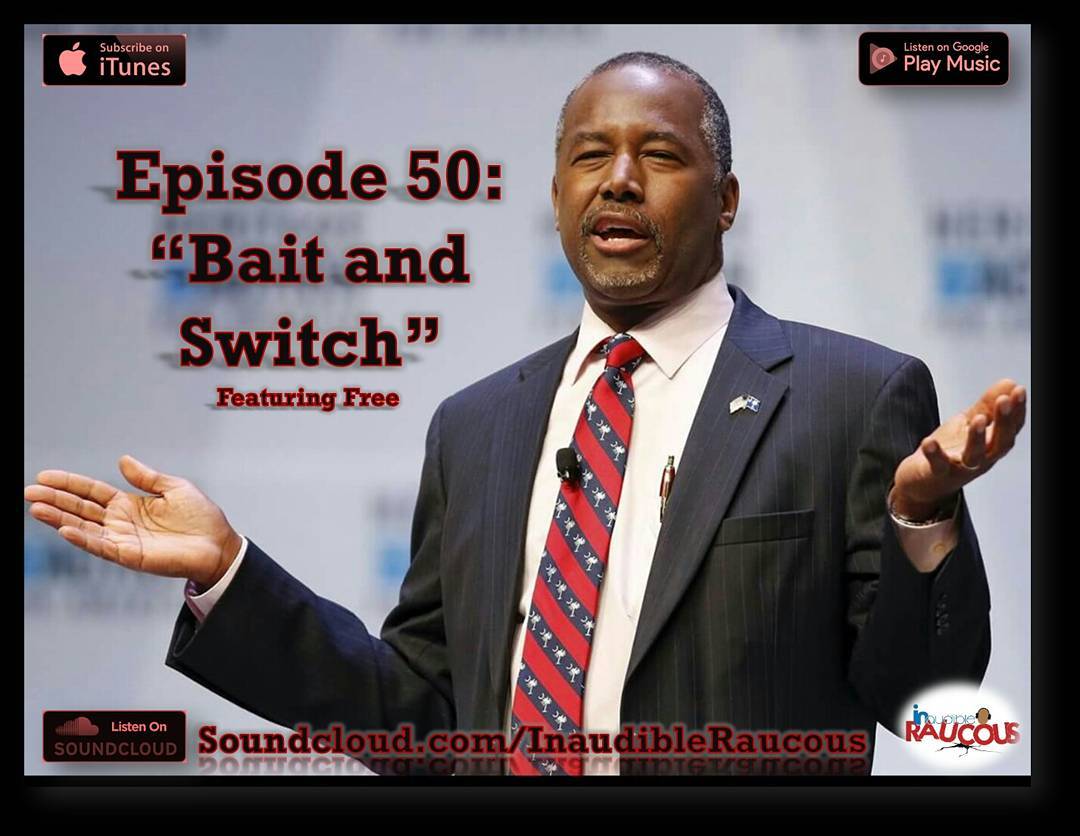 Subscribe on
iTunes
Listen on Google
Play Music
Episode 50:
“Bait and
Switch”
Featuring Free
Listen On
SOUNDCLOUD
Soundcloud.com/InaudibleRaucous
inaudible
RAUCOUS